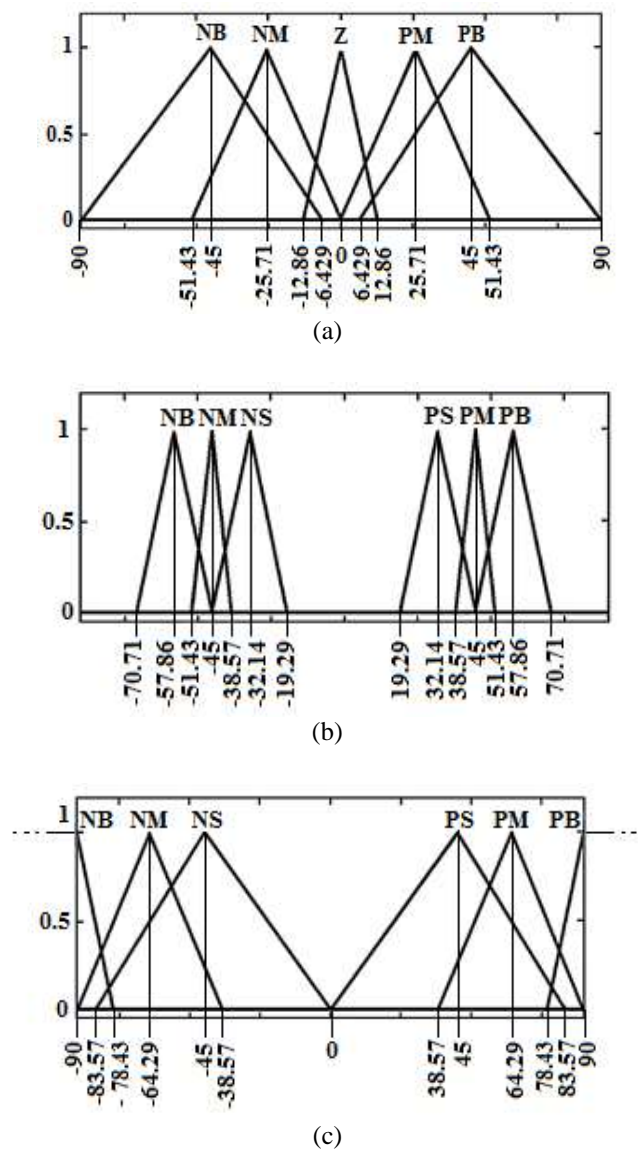 NB NM Z PM PB
1
0.5
0
-90 -51.43 -45 -25.71 -12.86 -6.429 0 6.429 12.86 25.71 45 51.43 90
(a)
NB NM NS PS PM PB
1
0.5
0
-70.71 -57.86 -51.43 -45 -38.57 -32.14 -19.29 19.29 32.14 38.57 45 51.43 57.86 70.71
(b)
1 NB NM NS PS PM PB
0.5
0
-90 -83.57 -78.43 -64.29 -45 -38.57 0 38.57 45 64.29 78.43 83.57 90
(c)